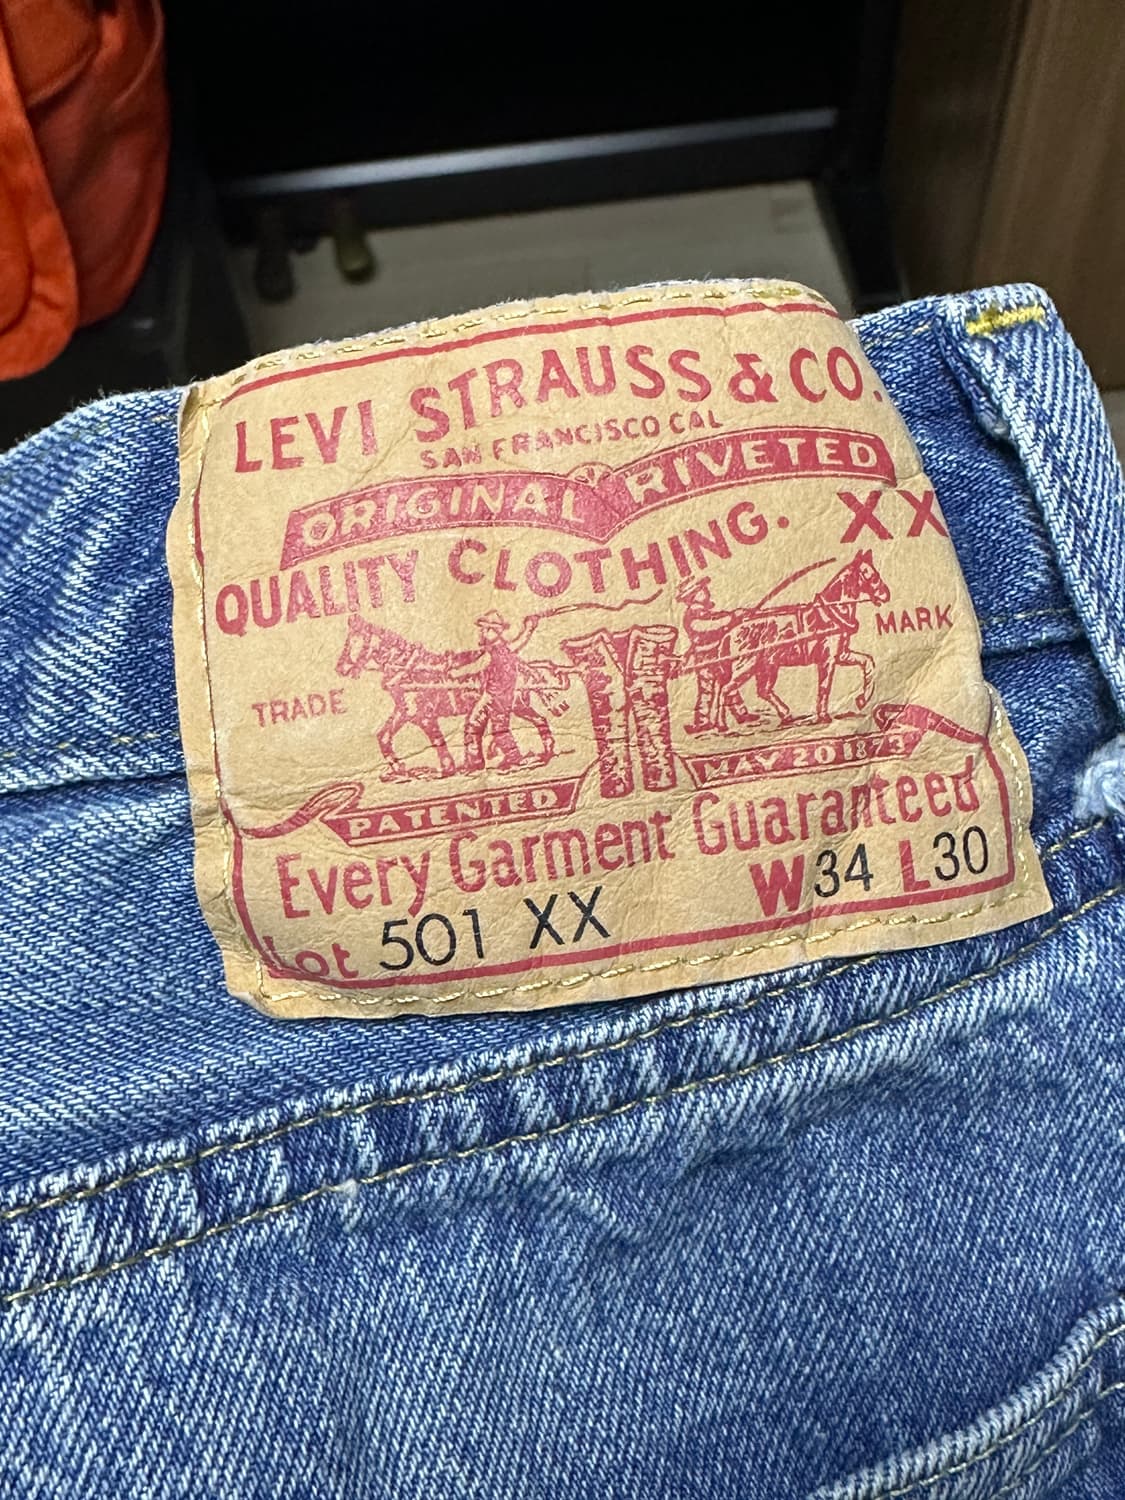 LEVI STRAUSS & CO.
SAN FRANCISCO CAL
ORIGINAL RIVETED
QUALITY CLOTHING. XX
TRADE MARK
PATENTED MAY 20 1873
Every Garment Guaranteed
Lot 501 XX W34 L30